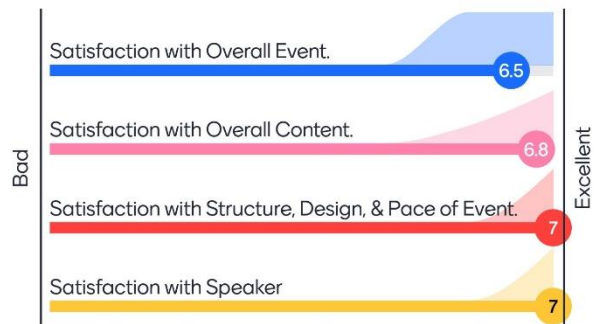 Satisfaction with Overall Event.
6.5
Satisfaction with Overall Content.
6.8
Bad
Excellent
Satisfaction with Structure, Design, & Pace of Event.
7
Satisfaction with Speaker
7